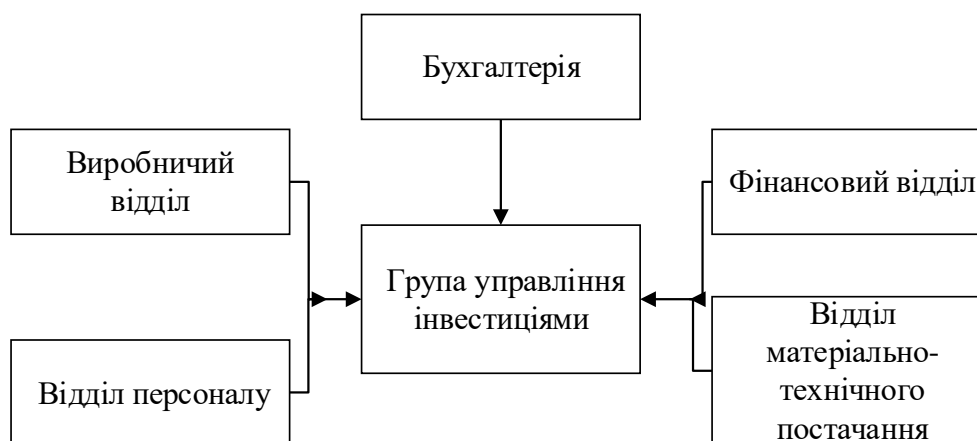 Бухгалтерія
Виробничий
відділ
Фінансовий відділ
Група управління
інвестиціями
Відділ персоналу
Відділ
матеріально-
технічного
постачання